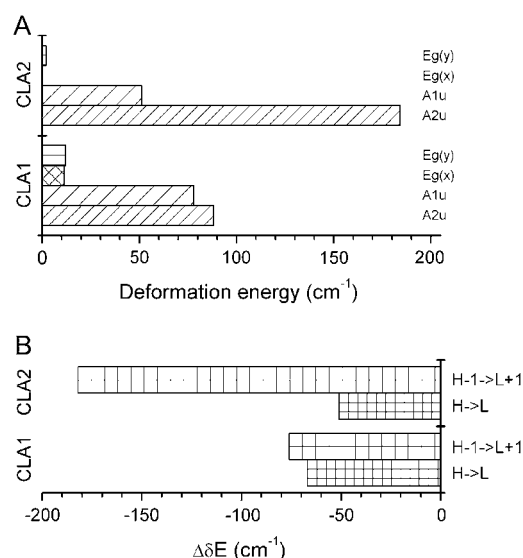 A
CLA2
Eg(y)
Eg(x)
A1u
A2u
CLA1
Eg(y)
Eg(x)
A1u
A2u
0 50 100 150 200
Deformation energy (cm⁻¹)
B
CLA2
H-1->L+1
H->L
CLA1
H-1->L+1
H->L
-200 -150 -100 -50 0
ΔδE (cm⁻¹)